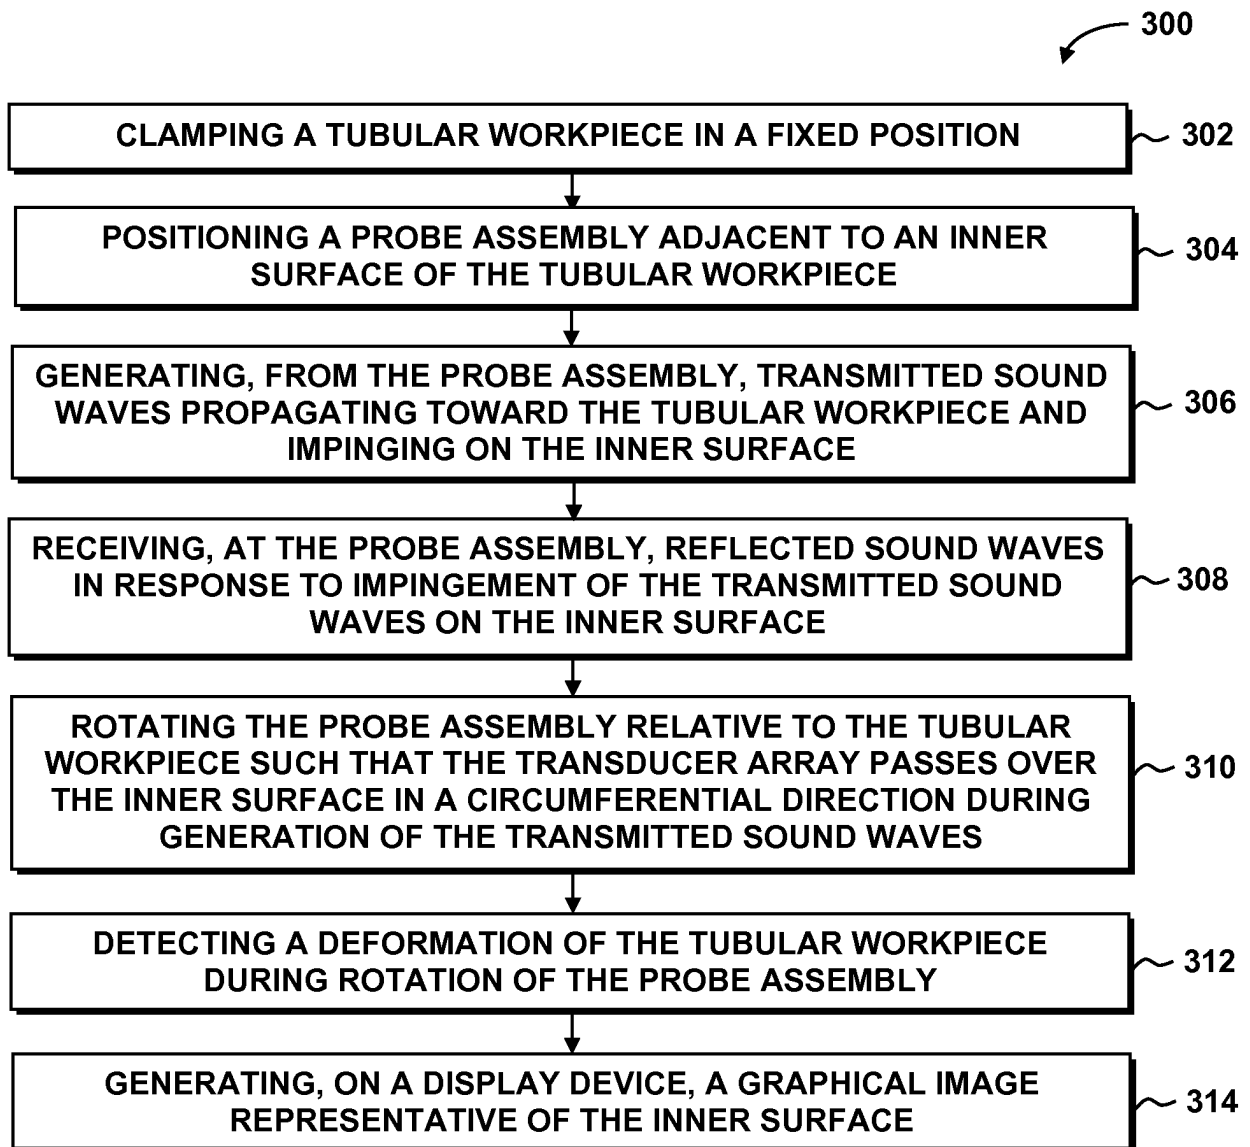 300
CLAMPING A TUBULAR WORKPIECE IN A FIXED POSITION
302
POSITIONING A PROBE ASSEMBLY ADJACENT TO AN INNER
SURFACE OF THE TUBULAR WORKPIECE
304
GENERATING, FROM THE PROBE ASSEMBLY, TRANSMITTED SOUND
WAVES PROPAGATING TOWARD THE TUBULAR WORKPIECE AND
IMPINGING ON THE INNER SURFACE
306
RECEIVING, AT THE PROBE ASSEMBLY, REFLECTED SOUND WAVES
IN RESPONSE TO IMPINGEMENT OF THE TRANSMITTED SOUND
WAVES ON THE INNER SURFACE
308
ROTATING THE PROBE ASSEMBLY RELATIVE TO THE TUBULAR
WORKPIECE SUCH THAT THE TRANSDUCER ARRAY PASSES OVER
THE INNER SURFACE IN A CIRCUMFERENTIAL DIRECTION DURING
GENERATION OF THE TRANSMITTED SOUND WAVES
310
DETECTING A DEFORMATION OF THE TUBULAR WORKPIECE
DURING ROTATION OF THE PROBE ASSEMBLY
312
GENERATING, ON A DISPLAY DEVICE, A GRAPHICAL IMAGE
REPRESENTATIVE OF THE INNER SURFACE
314